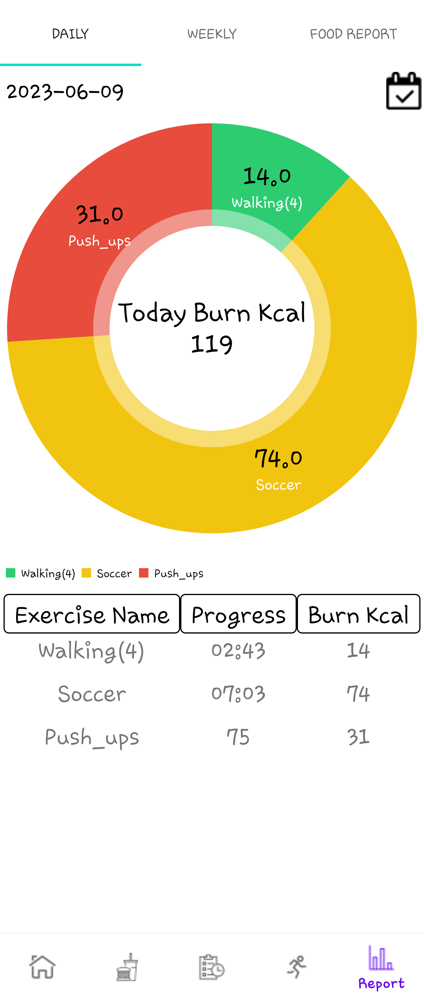 DAILY WEEKLY FOOD REPORT
2023-06-09
14.0
Walking(4)
31.0
Push_ups
Today Burn Kcal
119
74.0
Soccer
Walking(4) Soccer Push_ups
Exercise Name Progress Burn Kcal
Walking(4) 02:43 14
Soccer 07:03 74
Push_ups 75 31
Report